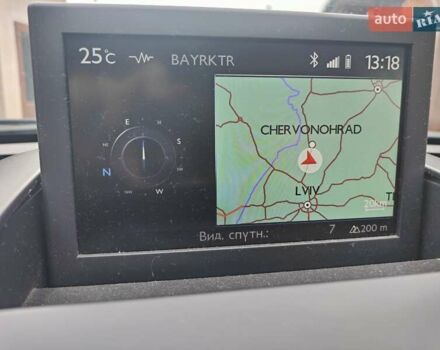 auto RIA
25°C BAYRKTR 13:18
CHERVONOHRAD
E
S
N
W
LVIV
20km
Вид. спутн.: 7 200 m